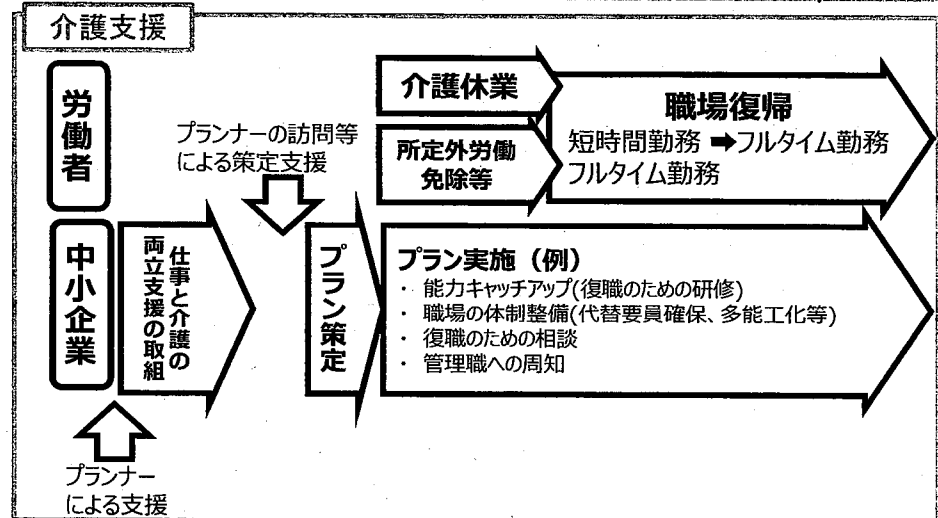 介護支援
労働者
介護休業
所定外労働
免除等
職場復帰
短時間勤務 ➡フルタイム勤務
フルタイム勤務
プランナーの訪問等
による策定支援
中小企業
仕事と介護の
両立支援の取組
プラン策定
プラン実施（例）
・ 能力キャッチアップ(復職のための研修)
・ 職場の体制整備(代替要員確保、多能工化等)
・ 復職のための相談
・ 管理職への周知
プランナー
による支援